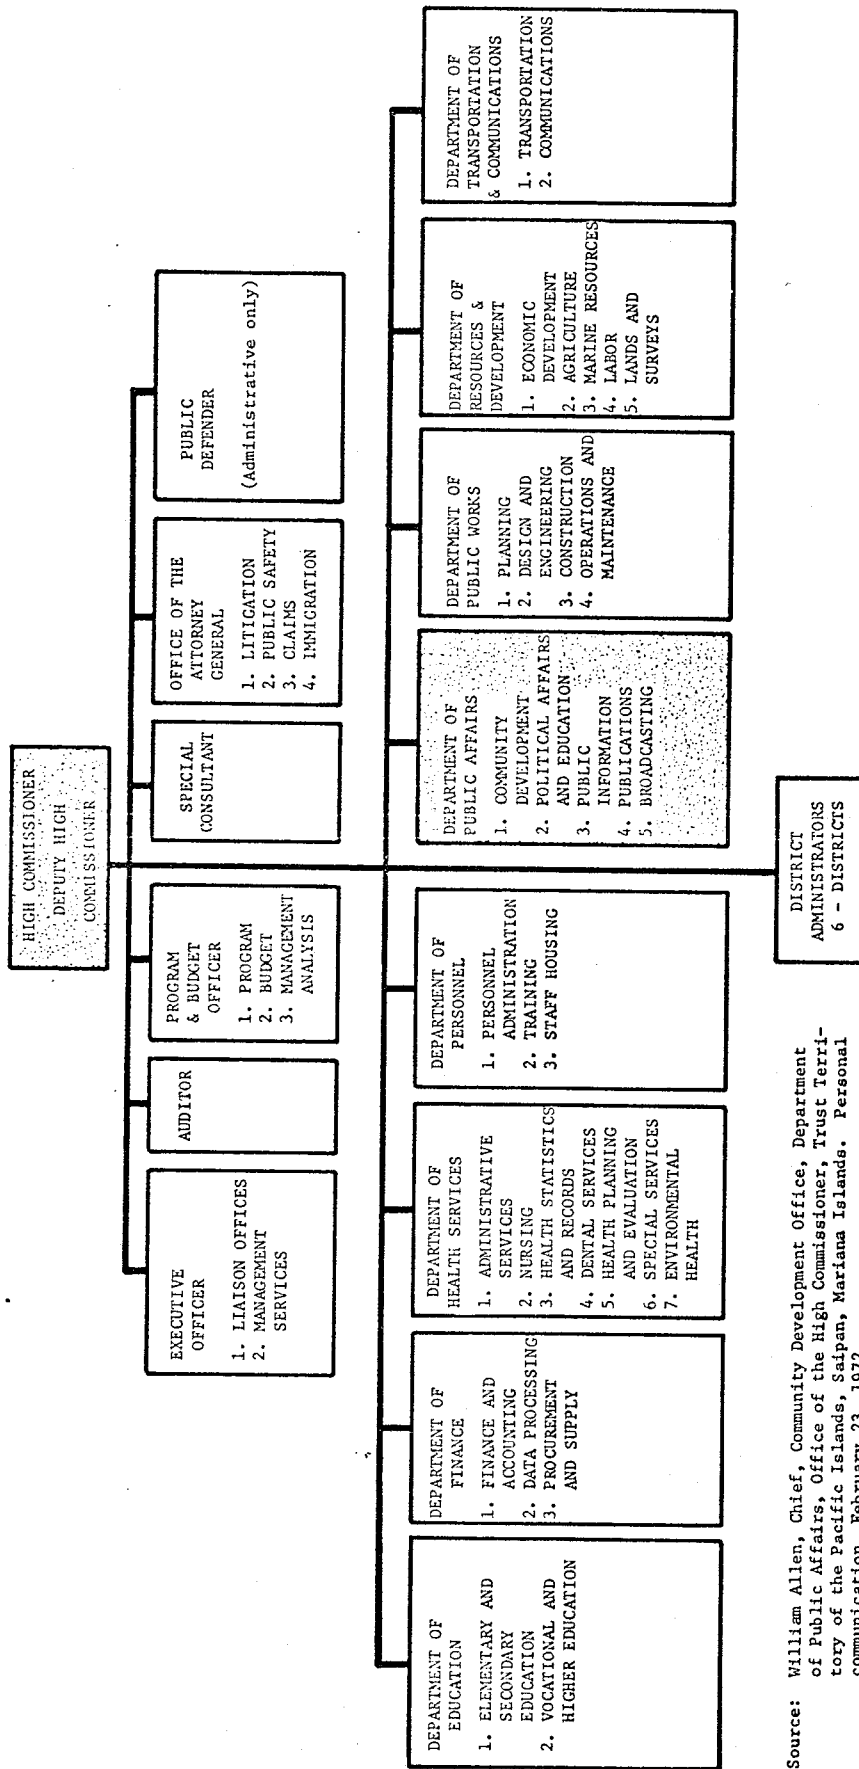 HIGH COMMISSIONER
DEPUTY HIGH
COMMISSIONER
EXECUTIVE
OFFICER
1. LIAISON OFFICES
2. MANAGEMENT
SERVICES
AUDITOR
PROGRAM
& BUDGET
OFFICER
1. PROGRAM
2. BUDGET
3. MANAGEMENT
ANALYSIS
SPECIAL
CONSULTANT
OFFICE OF THE
ATTORNEY
GENERAL
1. LITIGATION
2. PUBLIC SAFETY
3. CLAIMS
4. IMMIGRATION
PUBLIC
DEFENDER
(Administrative only)
DEPARTMENT OF
EDUCATION
1. ELEMENTARY AND
SECONDARY
EDUCATION
2. VOCATIONAL AND
HIGHER EDUCATION
DEPARTMENT OF
FINANCE
1. FINANCE AND
ACCOUNTING
2. DATA PROCESSING
3. PROCUREMENT
AND SUPPLY
DEPARTMENT OF
HEALTH SERVICES
1. ADMINISTRATIVE
SERVICES
2. NURSING
3. HEALTH STATISTICS
AND RECORDS
4. DENTAL SERVICES
5. HEALTH PLANNING
AND EVALUATION
6. SPECIAL SERVICES
7. ENVIRONMENTAL
HEALTH
DEPARTMENT OF
PERSONNEL
1. PERSONNEL
ADMINISTRATION
2. TRAINING
3. STAFF HOUSING
DEPARTMENT OF
PUBLIC AFFAIRS
1. COMMUNITY
DEVELOPMENT
2. POLITICAL AFFAIRS
AND EDUCATION
3. PUBLIC
INFORMATION
4. PUBLICATIONS
5. BROADCASTING
DEPARTMENT OF
PUBLIC WORKS
1. PLANNING
2. DESIGN AND
ENGINEERING
3. CONSTRUCTION
4. OPERATIONS AND
MAINTENANCE
DEPARTMENT OF
RESOURCES &
DEVELOPMENT
1. ECONOMIC
DEVELOPMENT
2. AGRICULTURE
3. MARINE RESOURCES
4. LABOR
5. LANDS AND
SURVEYS
DEPARTMENT OF
TRANSPORTATION
& COMMUNICATIONS
1. TRANSPORTATION
2. COMMUNICATIONS
DISTRICT
ADMINISTRATORS
6 - DISTRICTS
Source: William Allen, Chief, Community Development Office, Department
of Public Affairs, Office of the High Commissioner, Trust Terri-
tory of the Pacific Islands, Saipan, Mariana Islands. Personal
communication, February 23, 1972